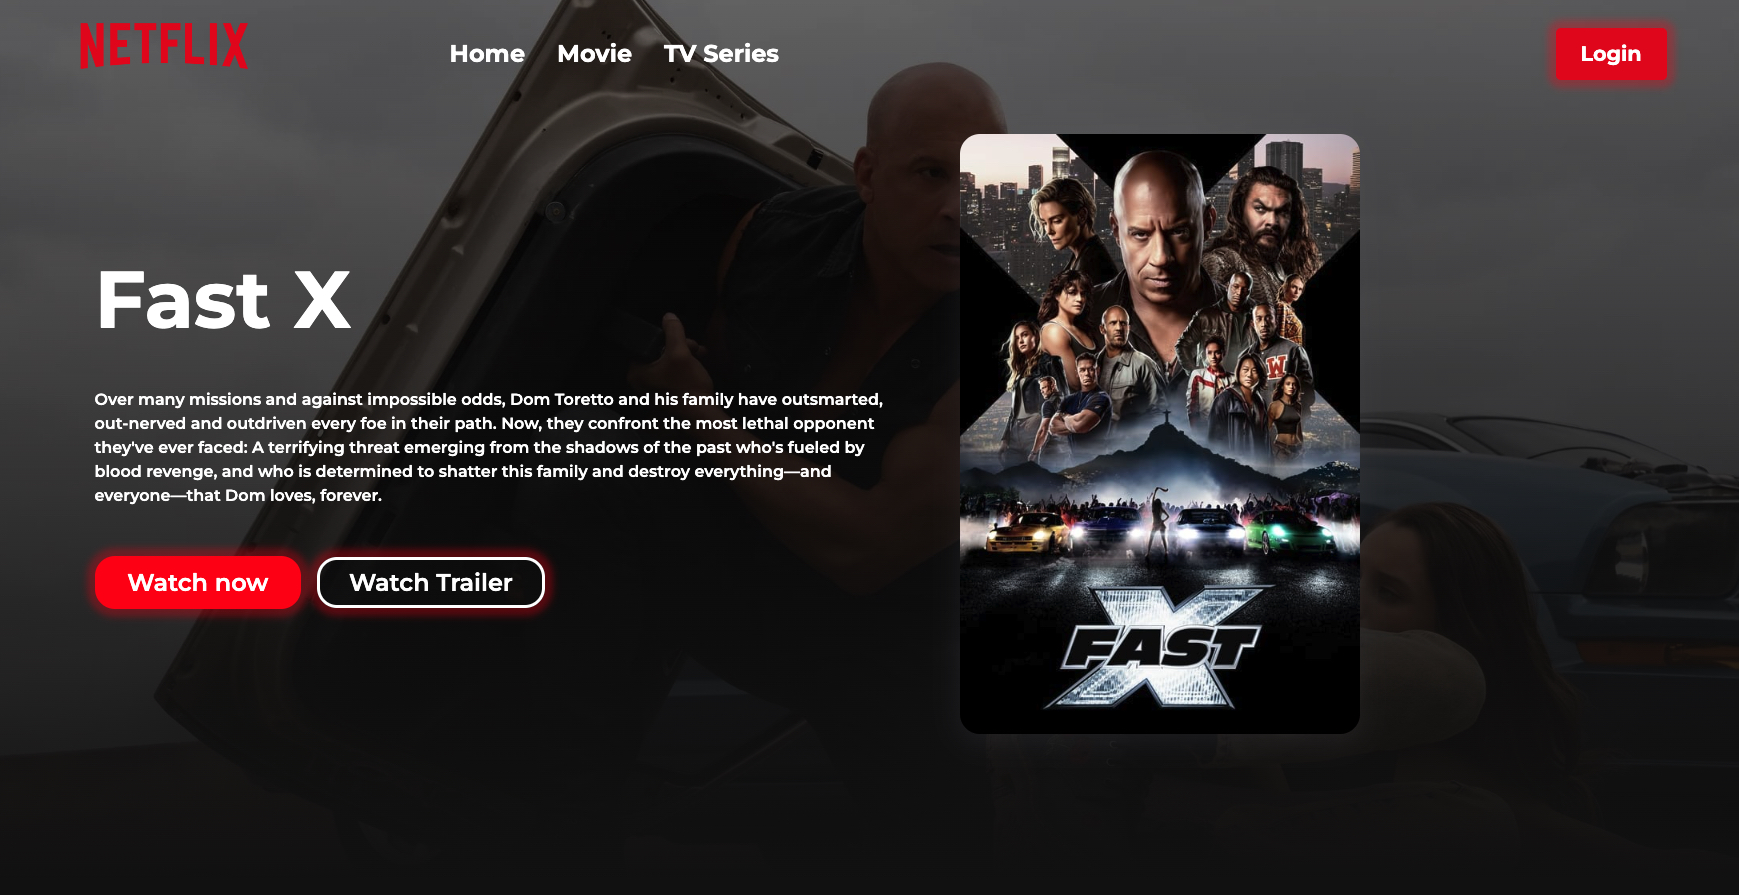 NETFLIX
Home Movie TV Series
Login
Fast X
Over many missions and against impossible odds, Dom Toretto and his family have outsmarted,
out-nerved and outdriven every foe in their path. Now, they confront the most lethal opponent
they've ever faced: A terrifying threat emerging from the shadows of the past who's fueled by
blood revenge, and who is determined to shatter this family and destroy everything—and
everyone—that Dom loves, forever.
Watch now
Watch Trailer
W
FAST
X